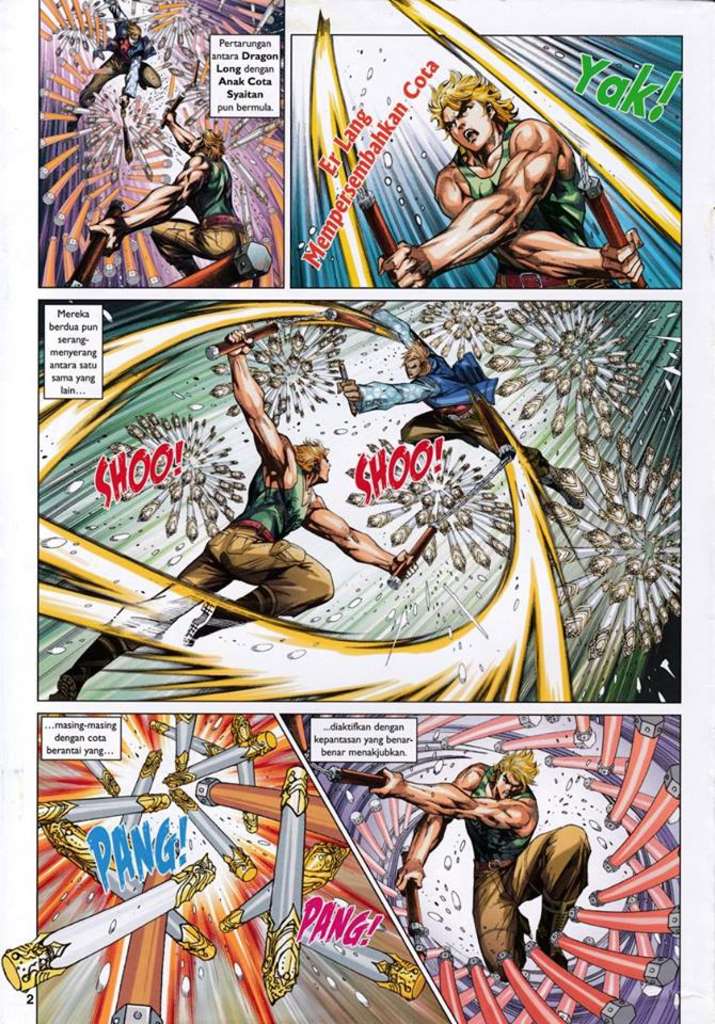 Pertarungan
antara Dragon
Long dengan
Anak Cota
Syaitan
pun bermula.
Er Lang
Mempersembahkan Cota
Yak!
Mereka
berdua pun
serang-
menyerang
antara satu
sama yang
lain...
SHOO!
SHOO!
...masing-masing
dengan cota
berantai yang...
PANG!
PANG!
...diaktifkan dengan
kepantasan yang benar-
benar menakjubkan.
2